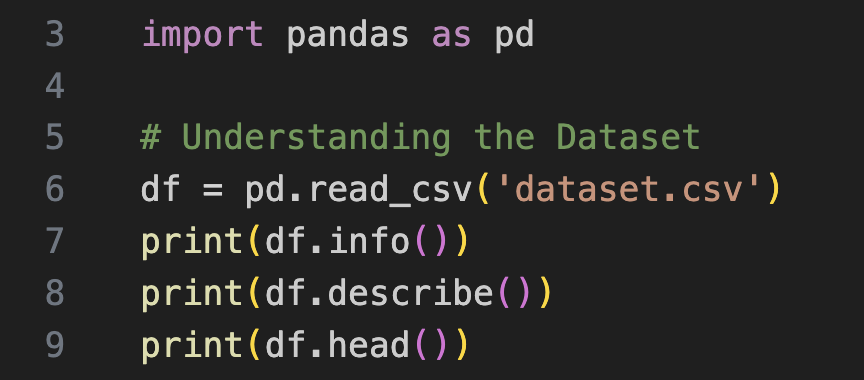 3 import pandas as pd
4
5 # Understanding the Dataset
6 df = pd.read_csv('dataset.csv')
7 print(df.info())
8 print(df.describe())
9 print(df.head())